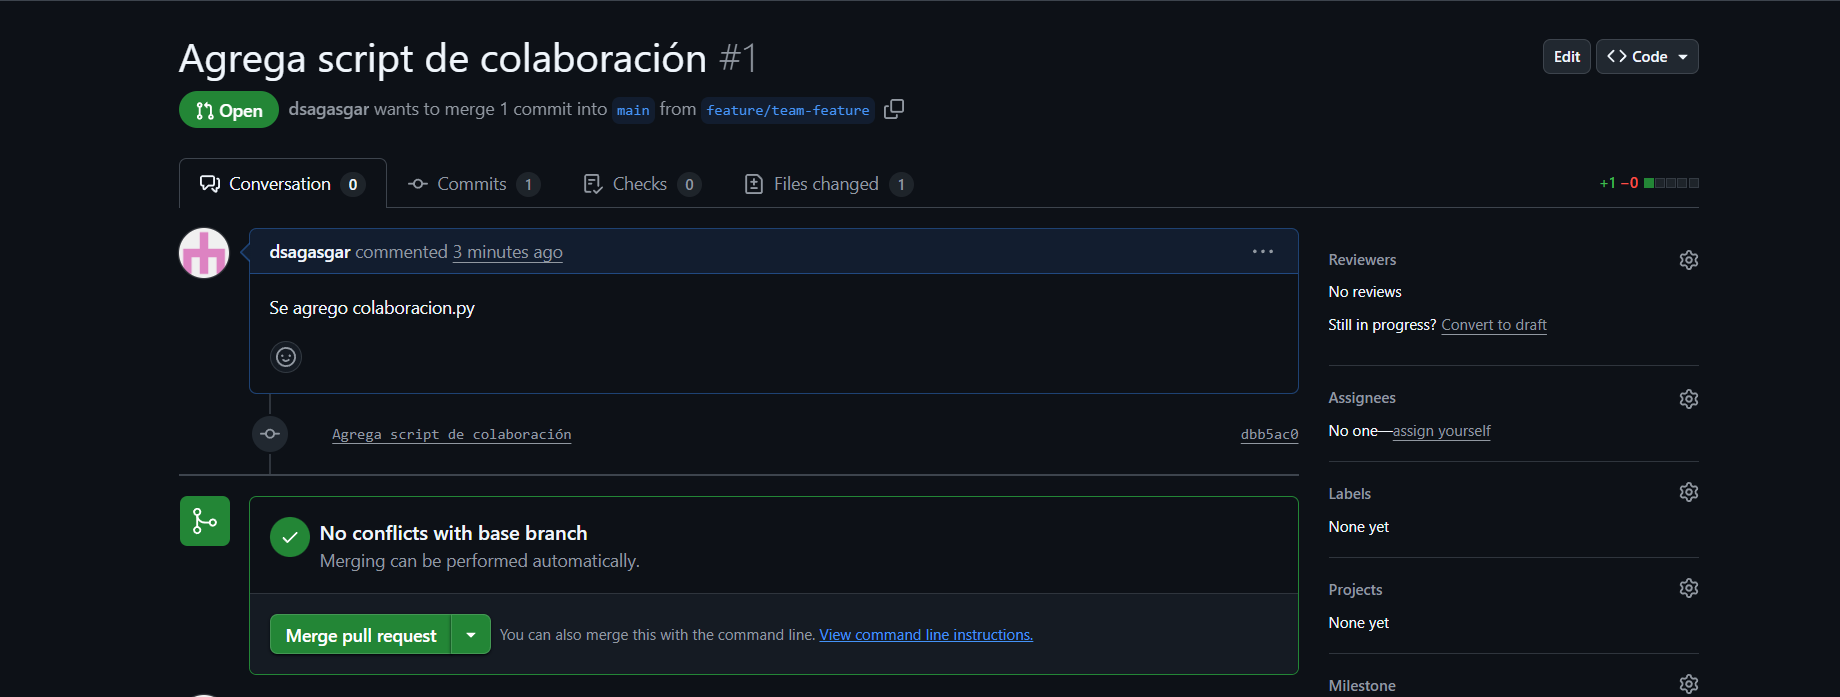 Agrega script de colaboración #1
Edit
Code
Open
dsagasgar wants to merge 1 commit into main from feature/team-feature
Conversation 0
Commits 1
Checks 0
Files changed 1
+1 −0
dsagasgar commented 3 minutes ago
Se agrego colaboracion.py
Agrega script de colaboración
dbb5ac0
No conflicts with base branch
Merging can be performed automatically.
Merge pull request
You can also merge this with the command line. View command line instructions.
Reviewers
No reviews
Still in progress? Convert to draft
Assignees
No one—assign yourself
Labels
None yet
Projects
None yet
Milestone